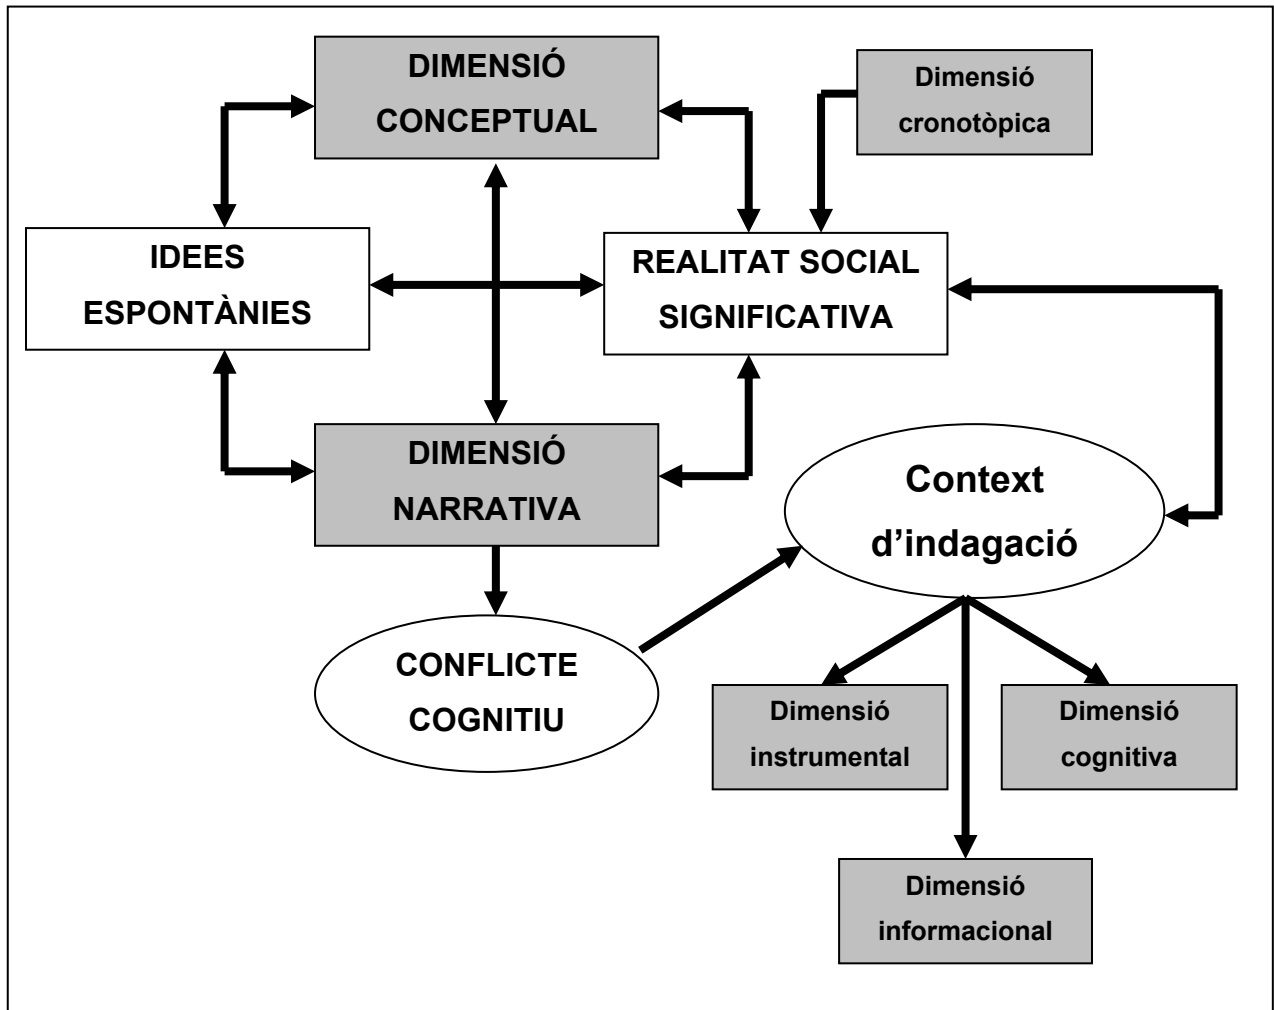 DIMENSIÓ
CONCEPTUAL
Dimensió
cronotòpica
IDEES
ESPONTÀNIES
REALITAT SOCIAL
SIGNIFICATIVA
DIMENSIÓ
NARRATIVA
Context
d’indagació
CONFLICTE
COGNITIU
Dimensió
instrumental
Dimensió
cognitiva
Dimensió
informacional